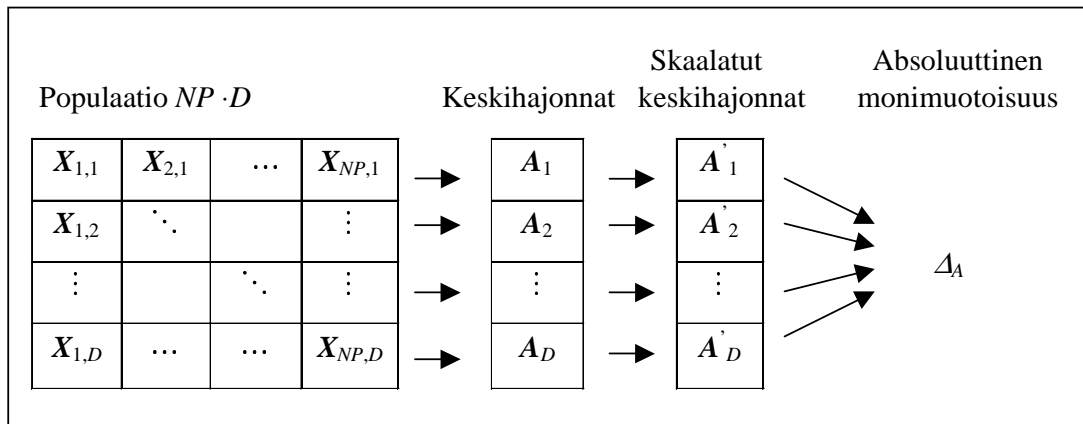 Populaatio NP ·D
Keskihajonnat
Skaalatut
keskihajonnat
Absoluuttinen
monimuotoisuus
X1,1 X2,1 … XNP,1 A1 A'1
X1,2 ⋱ ⋮ A2 A'2
⋮ ⋱ ⋮ ⋮ ⋮ ΔA
X1,D … … XNP,D AD A'D